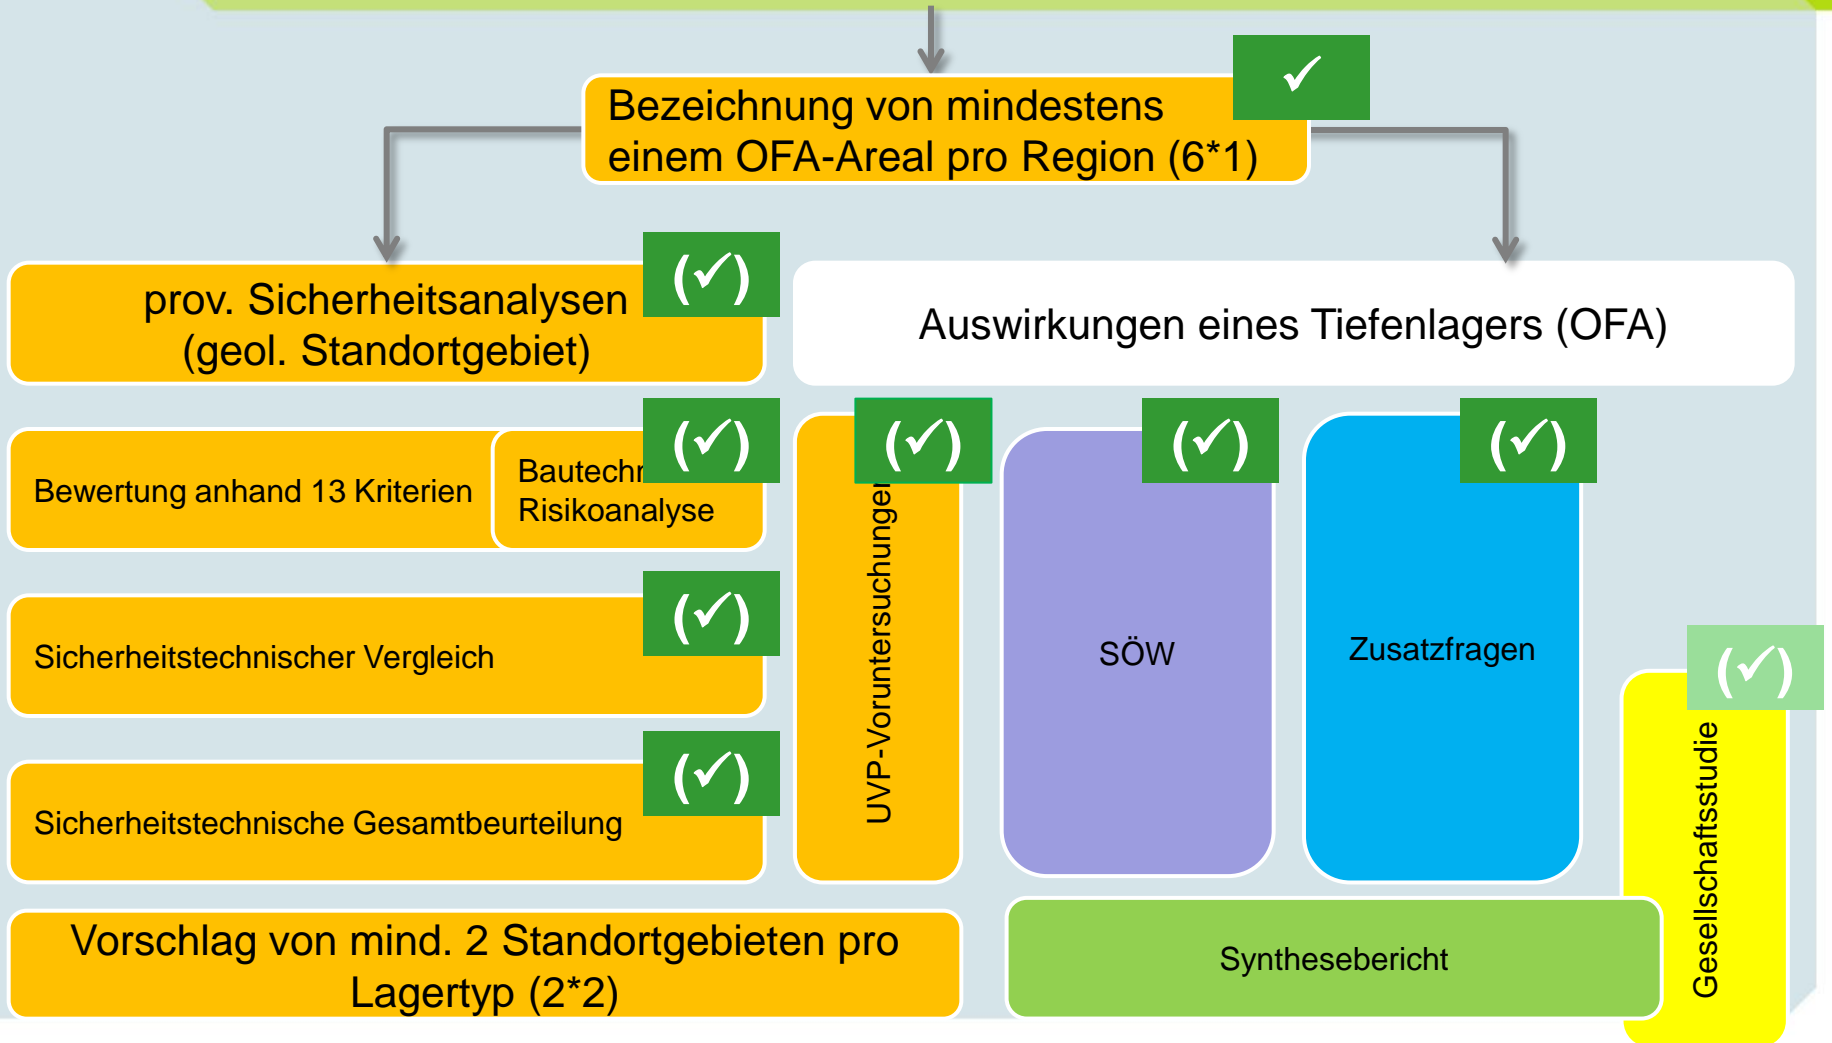 ✓
Bezeichnung von mindestens
einem OFA-Areal pro Region (6*1)
(✓)
prov. Sicherheitsanalysen
(geol. Standortgebiet)
Auswirkungen eines Tiefenlagers (OFA)
(✓)
Bewertung anhand 13 Kriterien
Risikoanalyse
(✓)
Sicherheitstechnischer Vergleich
(✓)
Sicherheitstechnische Gesamtbeurteilung
(✓)
UVP-Voruntersuchungen
(✓)
SÖW
(✓)
Zusatzfragen
(✓)
Gesellschaftsstudie
Vorschlag von mind. 2 Standortgebieten pro
Lagertyp (2*2)
Synthesebericht